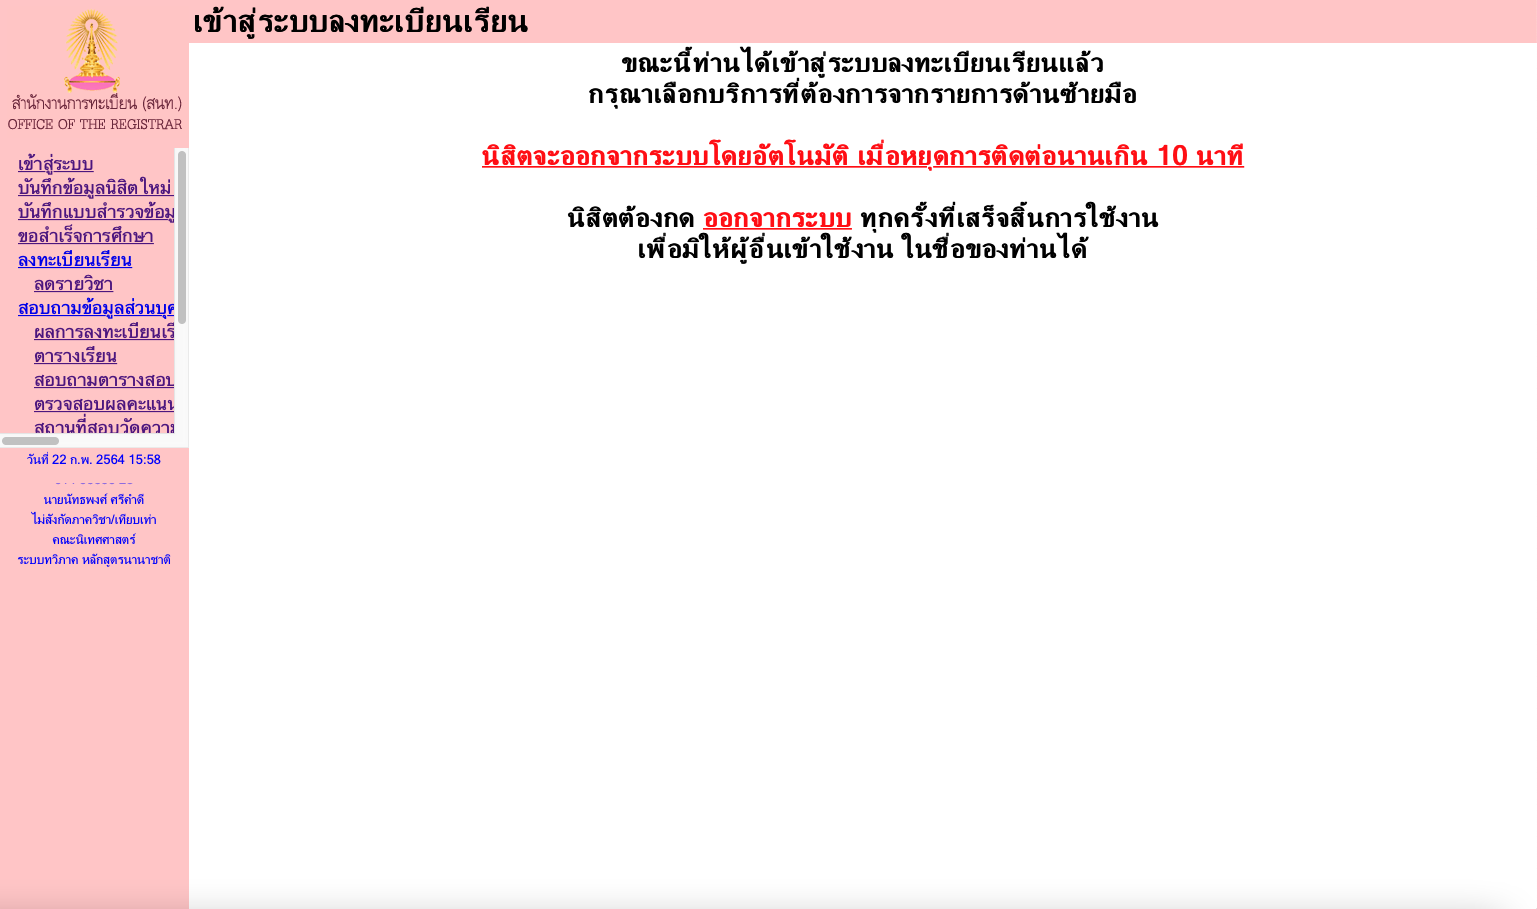 สำนักงานการทะเบียน (สนท.)
OFFICE OF THE REGISTRAR
เข้าสู่ระบบ
บันทึกข้อมูลนิสิตใหม่
บันทึกแบบสำรวจข้อมู
ขอสำเร็จการศึกษา
ลงทะเบียนเรียน
ลดรายวิชา
สอบถามข้อมูลส่วนบุค
ผลการลงทะเบียนเรี
ตารางเรียน
สอบถามตารางสอบ
ตรวจสอบผลคะแนน
สถานที่สอบวัดความ
วันที่ 22 ก.พ. 2564 15:58
นายนัทธพงศ์ ศรีคำดี
ไม่สังกัดภาควิชา/เทียบเท่า
คณะนิเทศศาสตร์
ระบบทวิภาค หลักสูตรนานาชาติ
เข้าสู่ระบบลงทะเบียนเรียน
ขณะนี้ท่านได้เข้าสู่ระบบลงทะเบียนเรียนแล้ว
กรุณาเลือกบริการที่ต้องการจากรายการด้านซ้ายมือ
นิสิตจะออกจากระบบโดยอัตโนมัติ เมื่อหยุดการติดต่อนานเกิน 10 นาที
นิสิตต้องกด ออกจากระบบ ทุกครั้งที่เสร็จสิ้นการใช้งาน
เพื่อมิให้ผู้อื่นเข้าใช้งาน ในชื่อของท่านได้